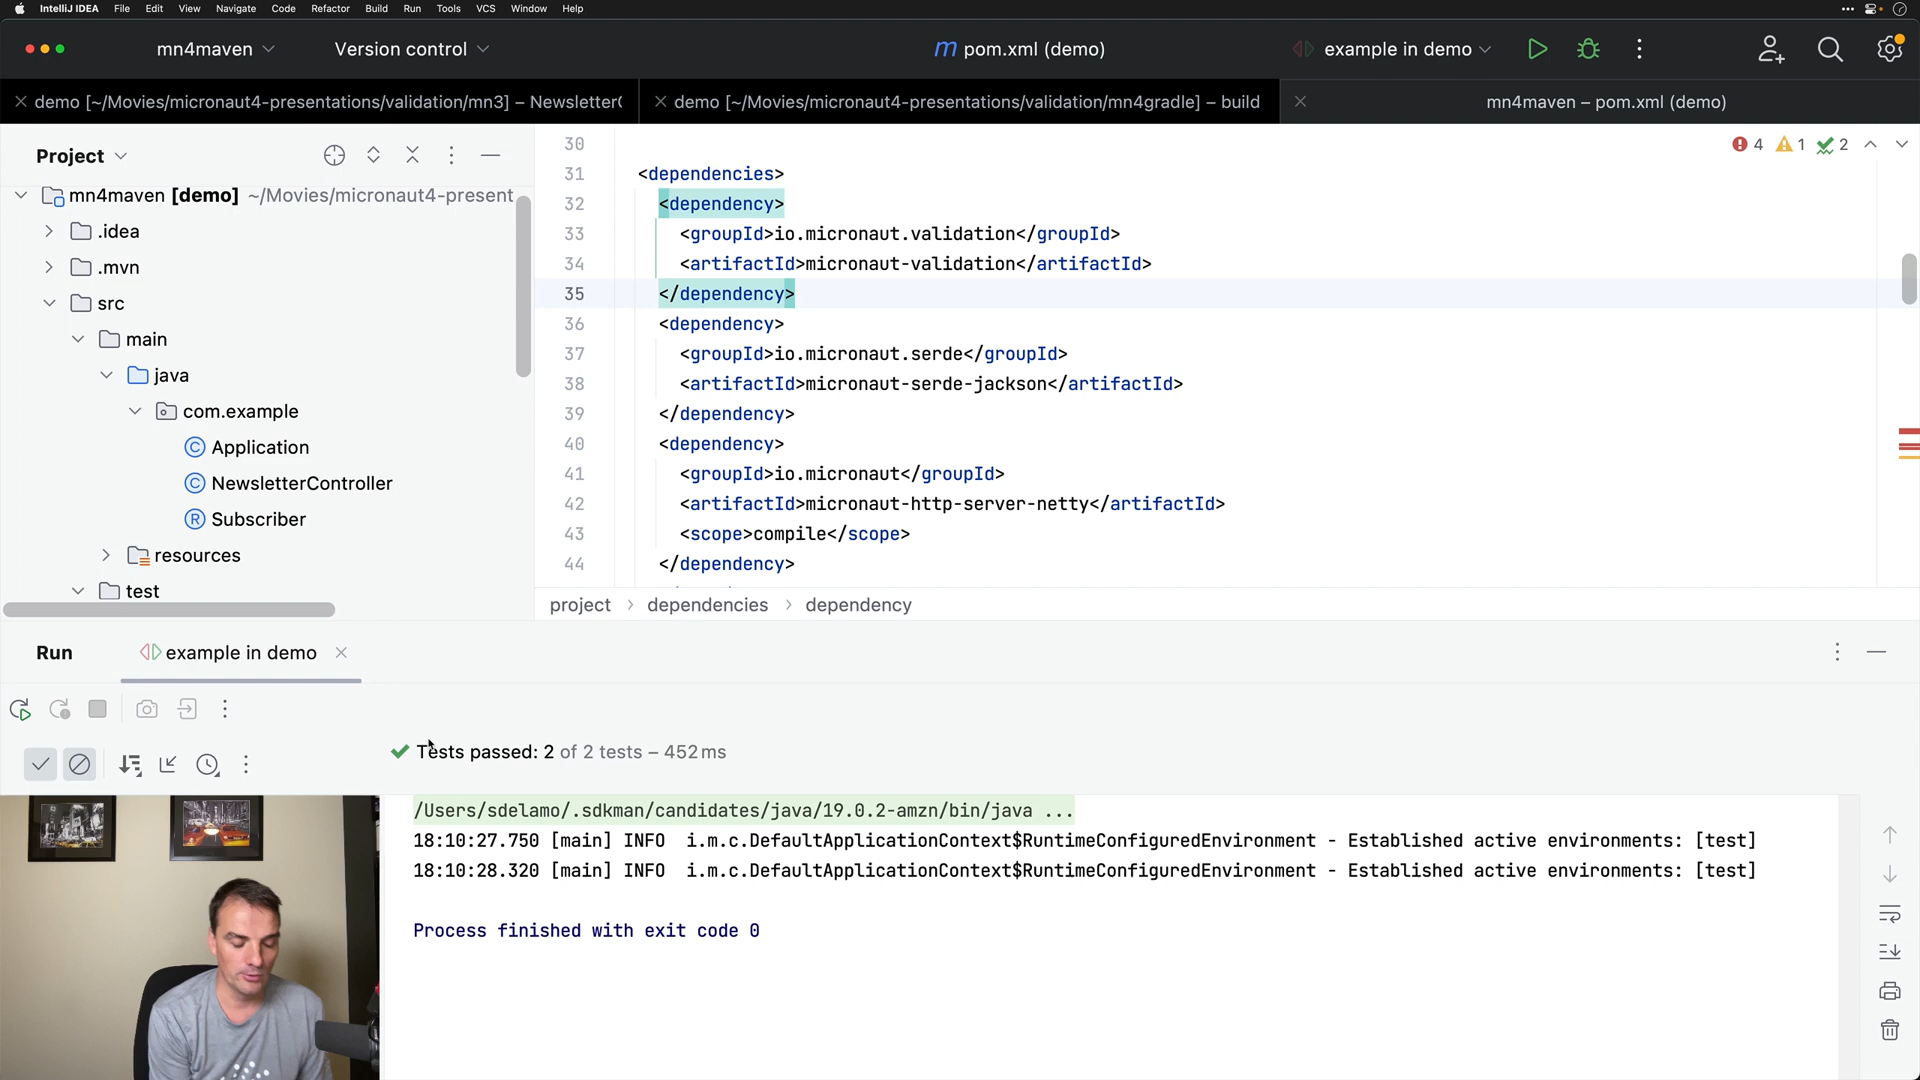 IntelliJ IDEA File Edit View Navigate Code Refactor Build Run Tools VCS Window Help
mn4maven Version control pom.xml (demo) example in demo
demo [~/Movies/micronaut4-presentations/validation/mn3] – Newsletter demo [~/Movies/micronaut4-presentations/validation/mn4gradle] – build mn4maven – pom.xml (demo)
Project
mn4maven [demo] ~/Movies/micronaut4-present
.idea
.mvn
src
main
java
com.example
Application
NewsletterController
Subscriber
resources
test
4 1 2
30
31 <dependencies>
32 <dependency>
33 <groupId>io.micronaut.validation</groupId>
34 <artifactId>micronaut-validation</artifactId>
35 </dependency>
36 <dependency>
37 <groupId>io.micronaut.serde</groupId>
38 <artifactId>micronaut-serde-jackson</artifactId>
39 </dependency>
40 <dependency>
41 <groupId>io.micronaut</groupId>
42 <artifactId>micronaut-http-server-netty</artifactId>
43 <scope>compile</scope>
44 </dependency>
project dependencies dependency
Run example in demo
Tests passed: 2 of 2 tests – 452 ms
/Users/sdelamo/.sdkman/candidates/java/19.0.2-amzn/bin/java ...
18:10:27.750 [main] INFO i.m.c.DefaultApplicationContext$RuntimeConfiguredEnvironment - Established active environments: [test]
18:10:28.320 [main] INFO i.m.c.DefaultApplicationContext$RuntimeConfiguredEnvironment - Established active environments: [test]
Process finished with exit code 0